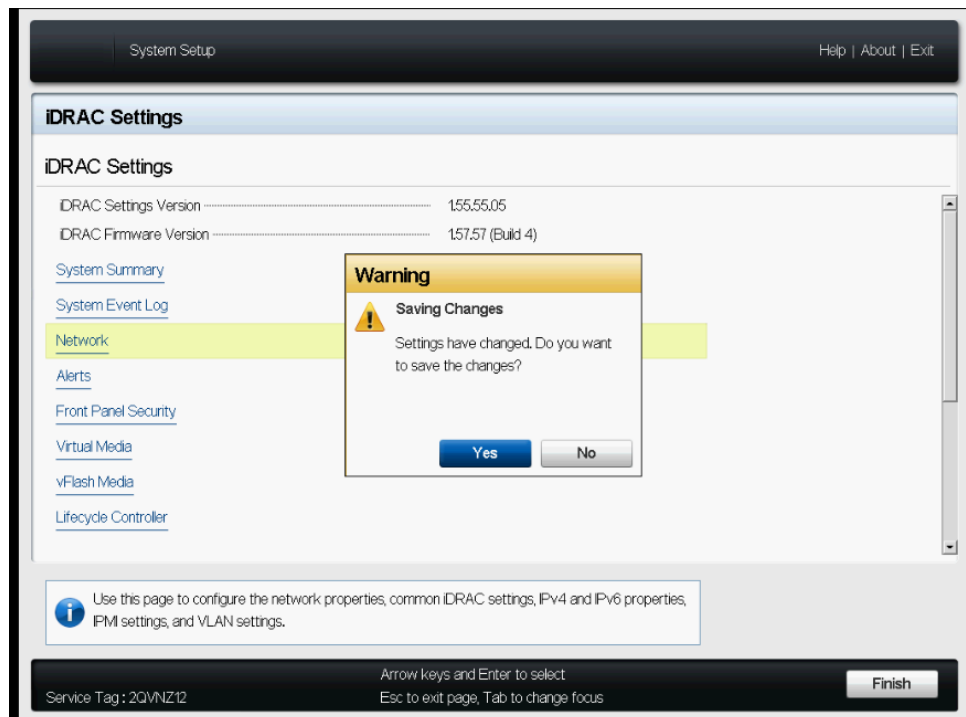 System Setup
Help | About | Exit
iDRAC Settings
iDRAC Settings
iDRAC Settings Version 1.55.55.05
iDRAC Firmware Version 1.57.57 (Build 4)
System Summary
System Event Log
Network
Alerts
Front Panel Security
Virtual Media
vFlash Media
Lifecycle Controller
Warning
Saving Changes
Settings have changed. Do you want
to save the changes?
Yes
No
Use this page to configure the network properties, common iDRAC settings, IPv4 and IPv6 properties,
IPMI settings, and VLAN settings.
Service Tag : 2QVNZ12
Arrow keys and Enter to select
Esc to exit page, Tab to change focus
Finish